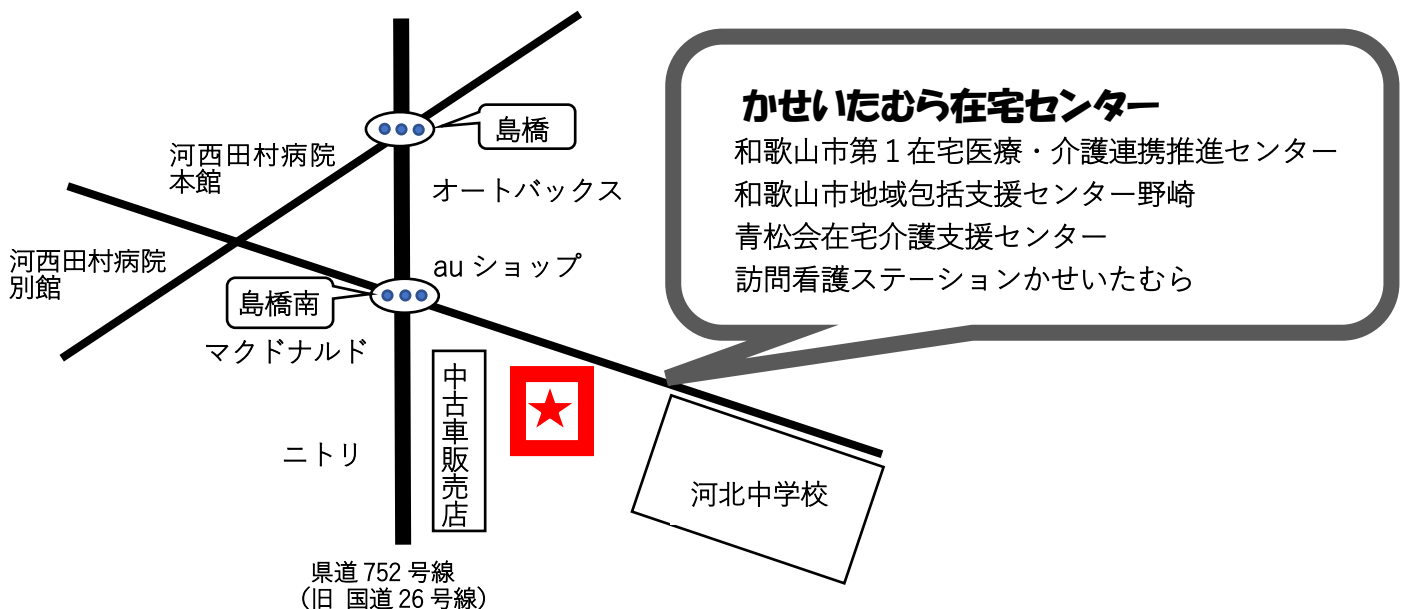 かせいたむら在宅センター
和歌山市第１在宅医療・介護連携推進センター
和歌山市地域包括支援センター野崎
青松会在宅介護支援センター
訪問看護ステーションかせいたむら
島橋
河西田村病院
本館
オートバックス
河西田村病院
別館
au ショップ
島橋南
マクドナルド
中古車販売店
ニトリ
河北中学校
県道 752 号線
（旧 国道 26 号線）